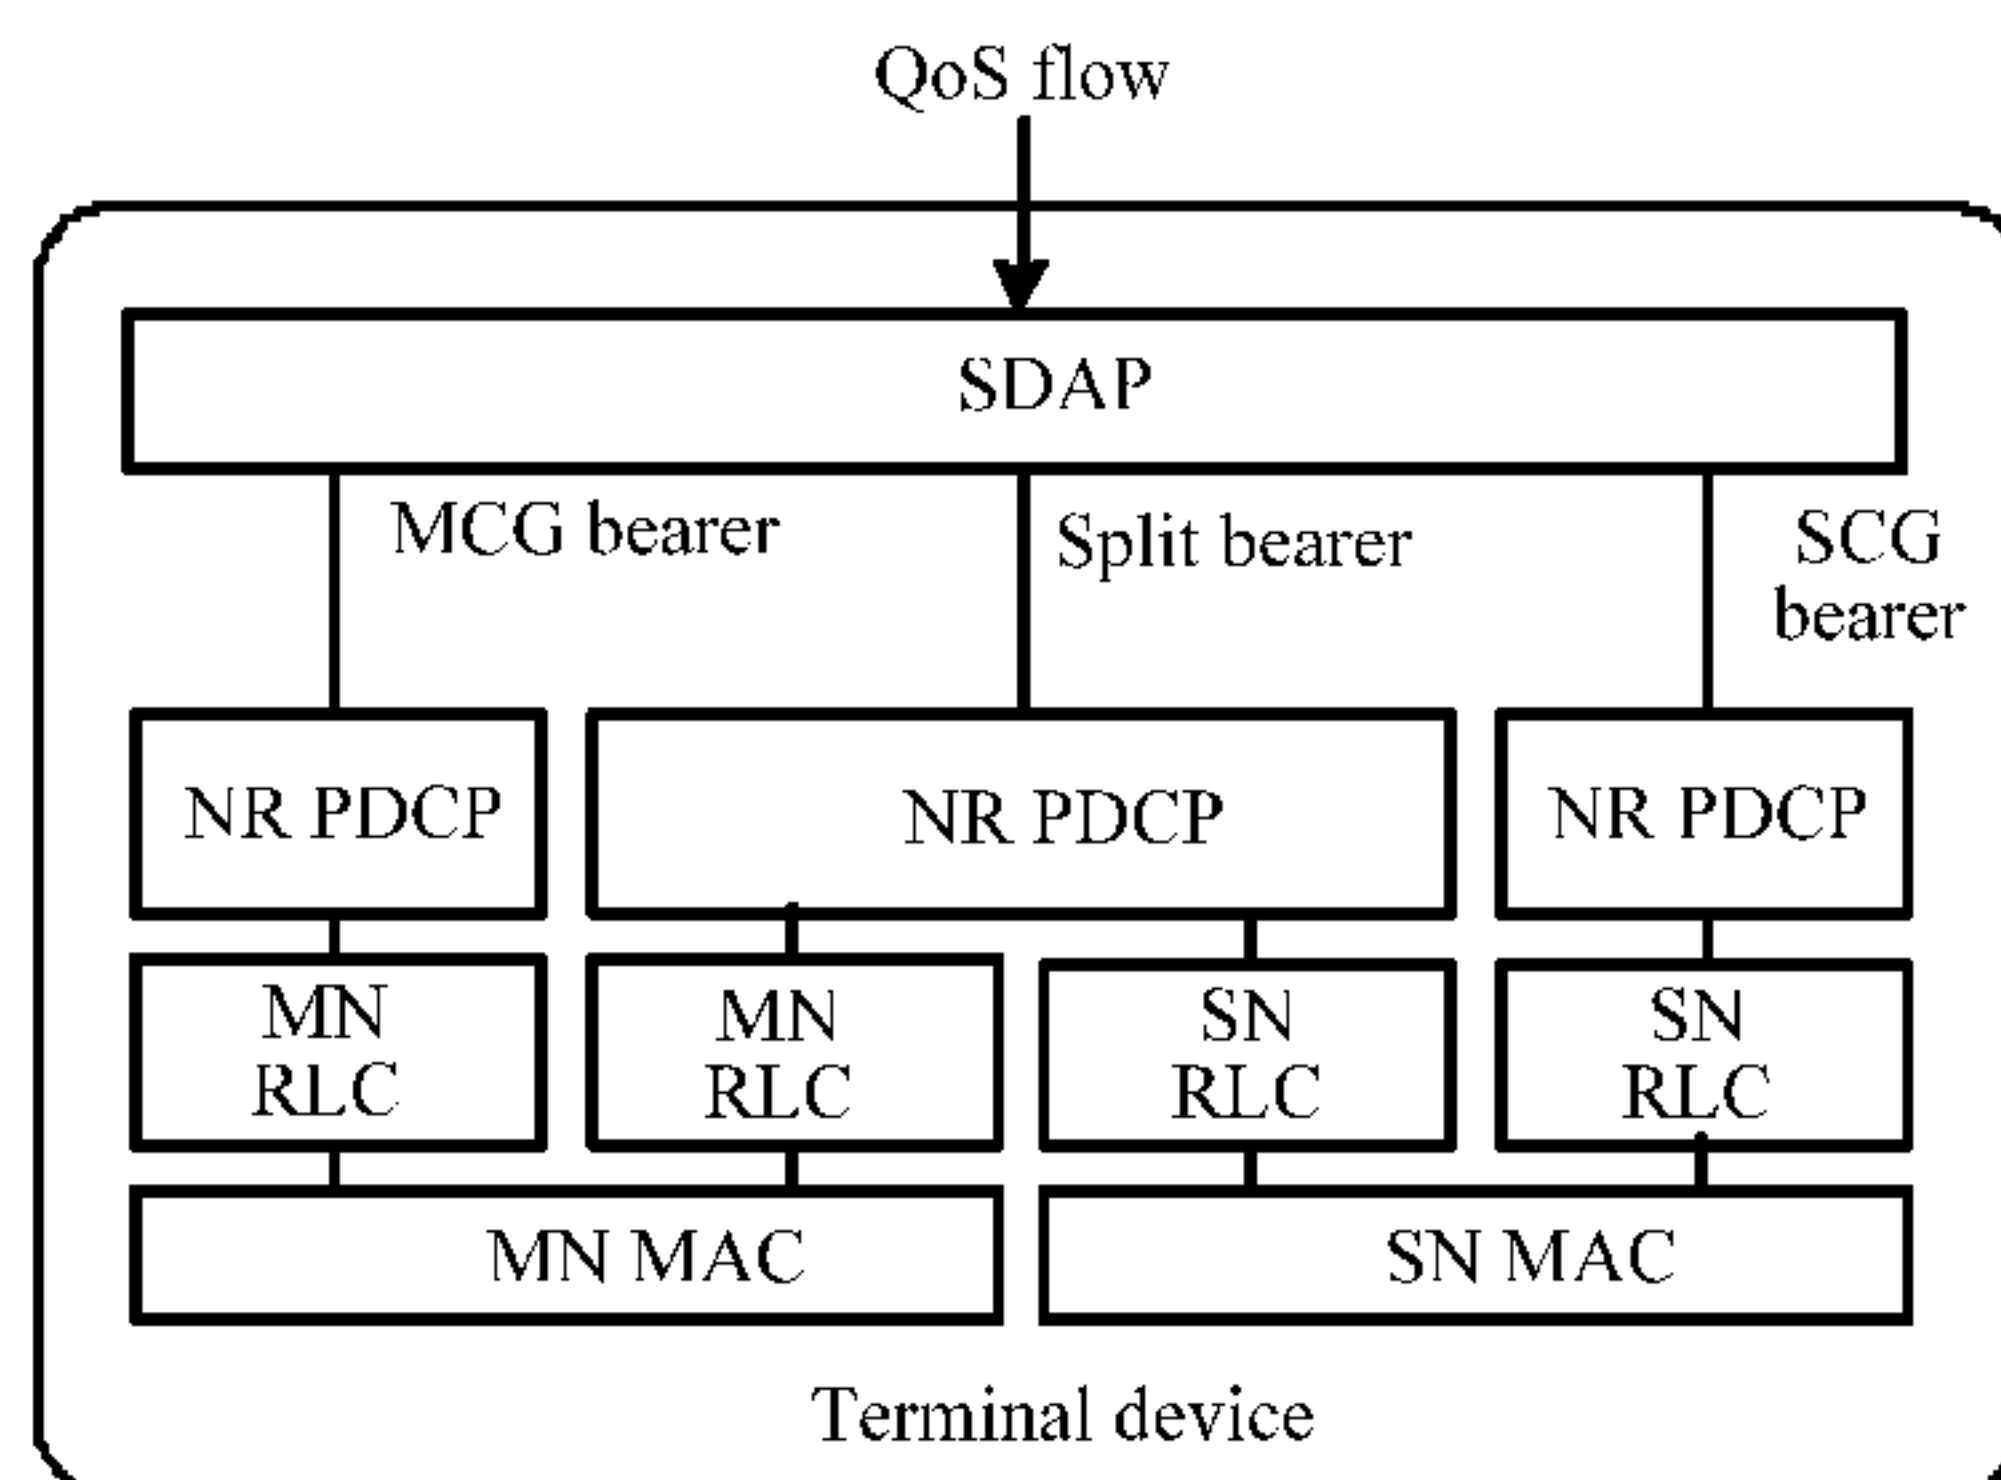 QoS flow
SDAP
MCG bearer
Split bearer
SCG
bearer
NR PDCP
NR PDCP
NR PDCP
MN
RLC
MN
RLC
SN
RLC
SN
RLC
MN MAC
SN MAC
Terminal device